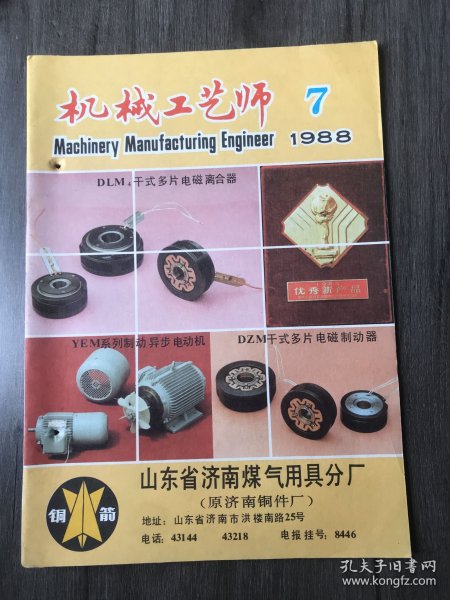 机械工艺师 7
Machinery Manufacturing Engineer 1988
DLM₄干式多片电磁离合器
优秀新产品
YEM系列制动异步电动机
DZM干式多片电磁制动器
山东省济南煤气用具分厂
(原济南铜件厂)
铜箭
地址：山东省济南市洪楼南路25号
电话：43144 43218 电报挂号：8446
孔夫子旧书网
www.kongfz.com